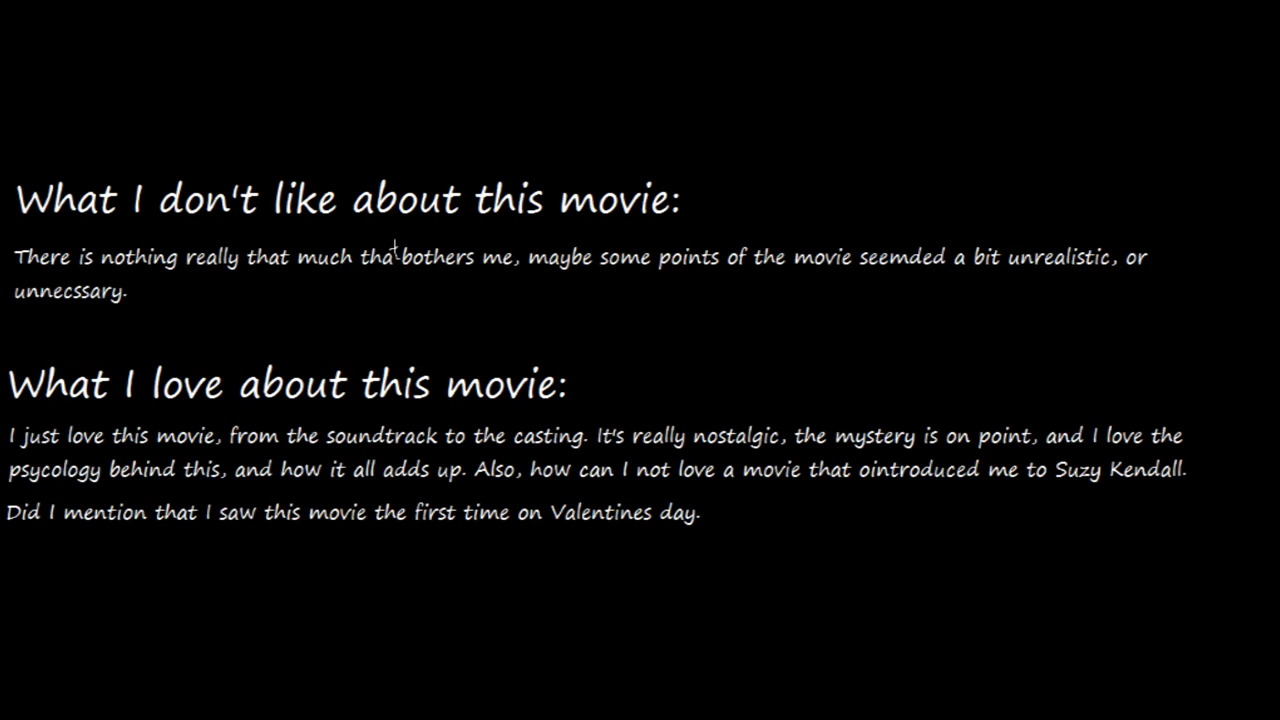 What I don't like about this movie:
There is nothing really that much that bothers me, maybe some points of the movie seemded a bit unrealistic, or
unnecssary.
What I love about this movie:
I just love this movie, from the soundtrack to the casting. It's really nostalgic, the mystery is on point, and I love the
psycology behind this, and how it all adds up. Also, how can I not love a movie that ointroduced me to Suzy Kendall.
Did I mention that I saw this movie the first time on Valentines day.